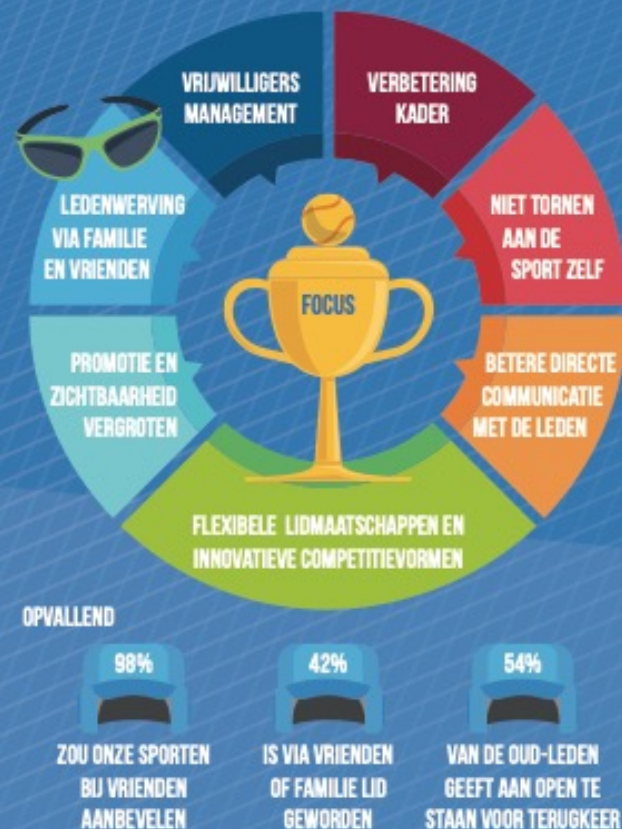 VRIJWILLIGERS
MANAGEMENT
VERBETERING
KADER
NIET TORNEN
AAN DE
SPORT ZELF
BETERE DIRECTE
COMMUNICATIE
MET DE LEDEN
FLEXIBELE LIDMAATSCHAPPEN EN
INNOVATIEVE COMPETITIEVORMEN
PROMOTIE EN
ZICHTBAARHEID
VERGROTEN
LEDENWERVING
VIA FAMILIE
EN VRIENDEN
FOCUS
OPVALLEND
98%
ZOU ONZE SPORTEN
BIJ VRIENDEN
AANBEVELEN
42%
IS VIA VRIENDEN
OF FAMILIE LID
GEWORDEN
54%
VAN DE OUD-LEDEN
GEEFT AAN OPEN TE
STAAN VOOR TERUGKEER